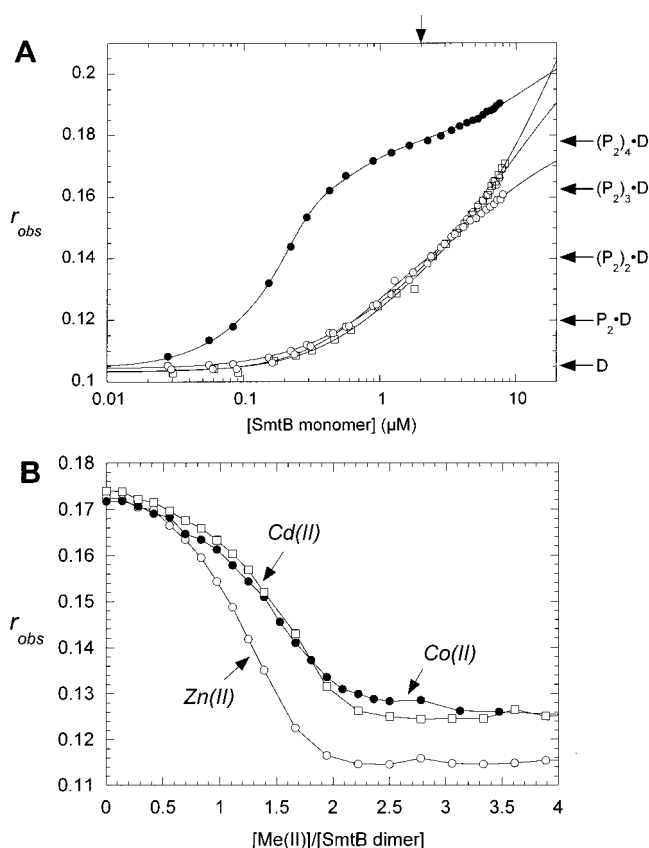 A
0.2
0.18
0.16
0.14
0.12
0.1
r_obs
(P₂)₄•D
(P₂)₃•D
(P₂)₂•D
P₂•D
D
0.01 0.1 1 10
[SmtB monomer] (µM)
B
0.18
0.17
0.16
0.15
0.14
0.13
0.12
0.11
r_obs
Cd(II)
Co(II)
Zn(II)
0 0.5 1 1.5 2 2.5 3 3.5 4
[Me(II)]/[SmtB dimer]